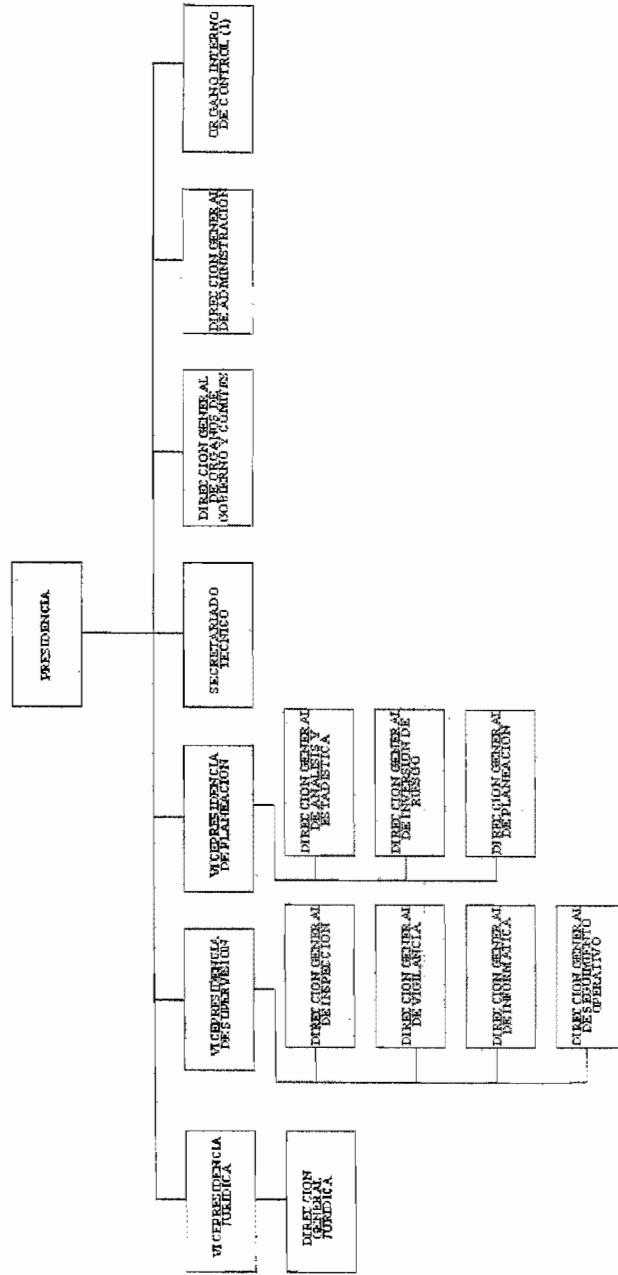 PRESIDENCIA
VICEPRESIDENCIA
JURIDICA
VICEPRESIDENCIA
DE SUPERVISION
VICEPRESIDENCIA
DE PLANEACION
SECRETARIADO
TECNICO
DIRECCION GENERAL
DE ORGANOS DE
GOBIERNO Y COMITES
DIRECCION GENERAL
DE ADMINISTRACION
ORGANO INTERNO
DE CONTROL (1)
DIRECCION
GENERAL
JURIDICA
DIRECCION GENERAL
DE INSPECCION
DIRECCION GENERAL
DE VIGILANCIA
DIRECCION GENERAL
DE INFORMATICA
DIRECCION GENERAL
DE SEGUIMIENTO
OPERATIVO
DIRECCION GENERAL
DE ANALISIS Y
ESTADISTICA
DIRECCION GENERAL
DE INVERSION DE
RIESGO
DIRECCION GENERAL
DE PLANEACION